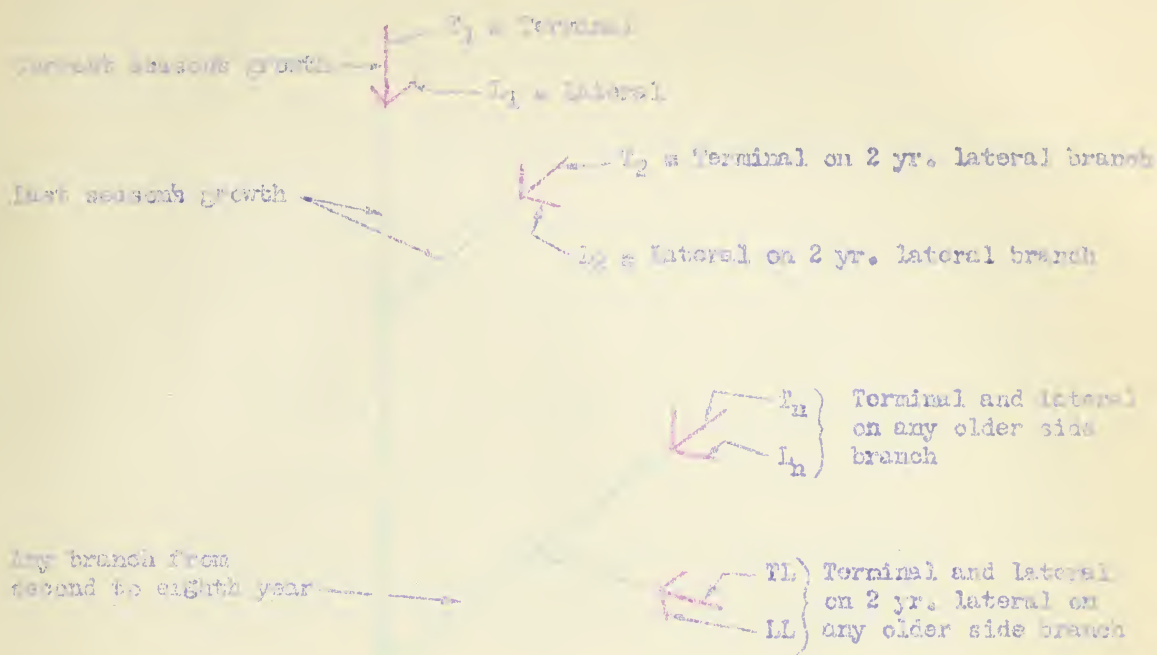 T₁ = Terminal
Current season's growth
L₁ = Lateral
T₂ = Terminal on 2 yr. lateral branch
Last season's growth
L₂ = Lateral on 2 yr. lateral branch
Tₙ Terminal and lateral
on any older side
Lₙ branch
Any branch from
second to eighth year
TL Terminal and lateral
on 2 yr. lateral on
LL any older side branch